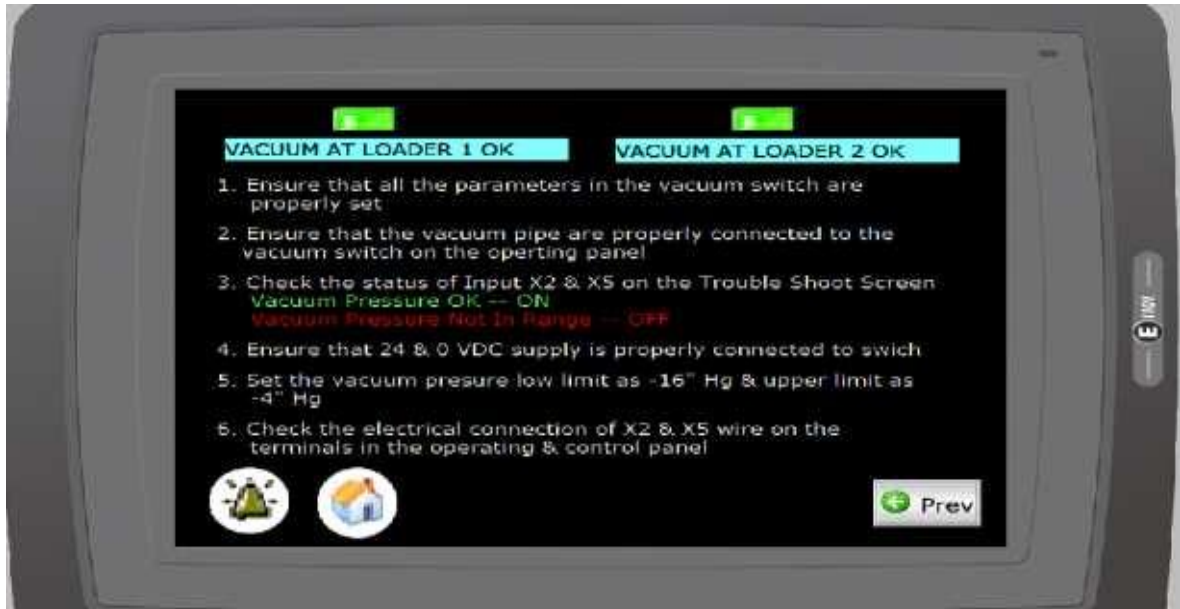 VACUUM AT LOADER 1 OK
VACUUM AT LOADER 2 OK
1. Ensure that all the parameters in the vacuum switch are
properly set
2. Ensure that the vacuum pipe are properly connected to the
vacuum switch on the operting panel
3. Check the status of Input X2 & X5 on the Trouble Shoot Screen
Vacuum Pressure OK -- ON
Vacuum Pressure Not In Range -- OFF
4. Ensure that 24 & 0 VDC supply is properly connected to swich
5. Set the vacuum presure low limit as -16" Hg & upper limit as
-4" Hg
6. Check the electrical connection of X2 & X5 wire on the
terminals in the operating & control panel
Prev